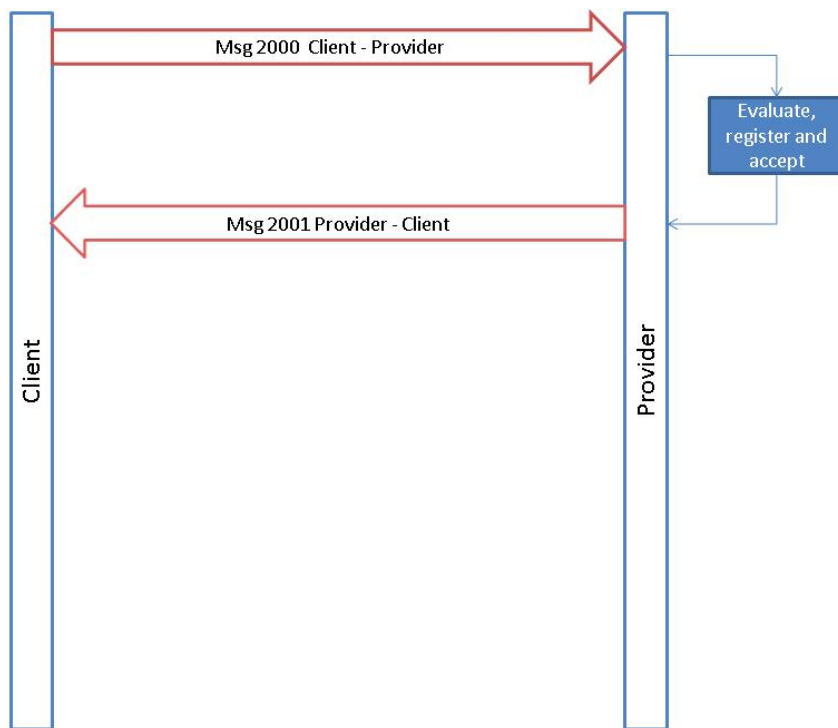 Msg 2000  Client - Provider
Evaluate,
register and
accept
Msg 2001 Provider - Client
Client
Provider